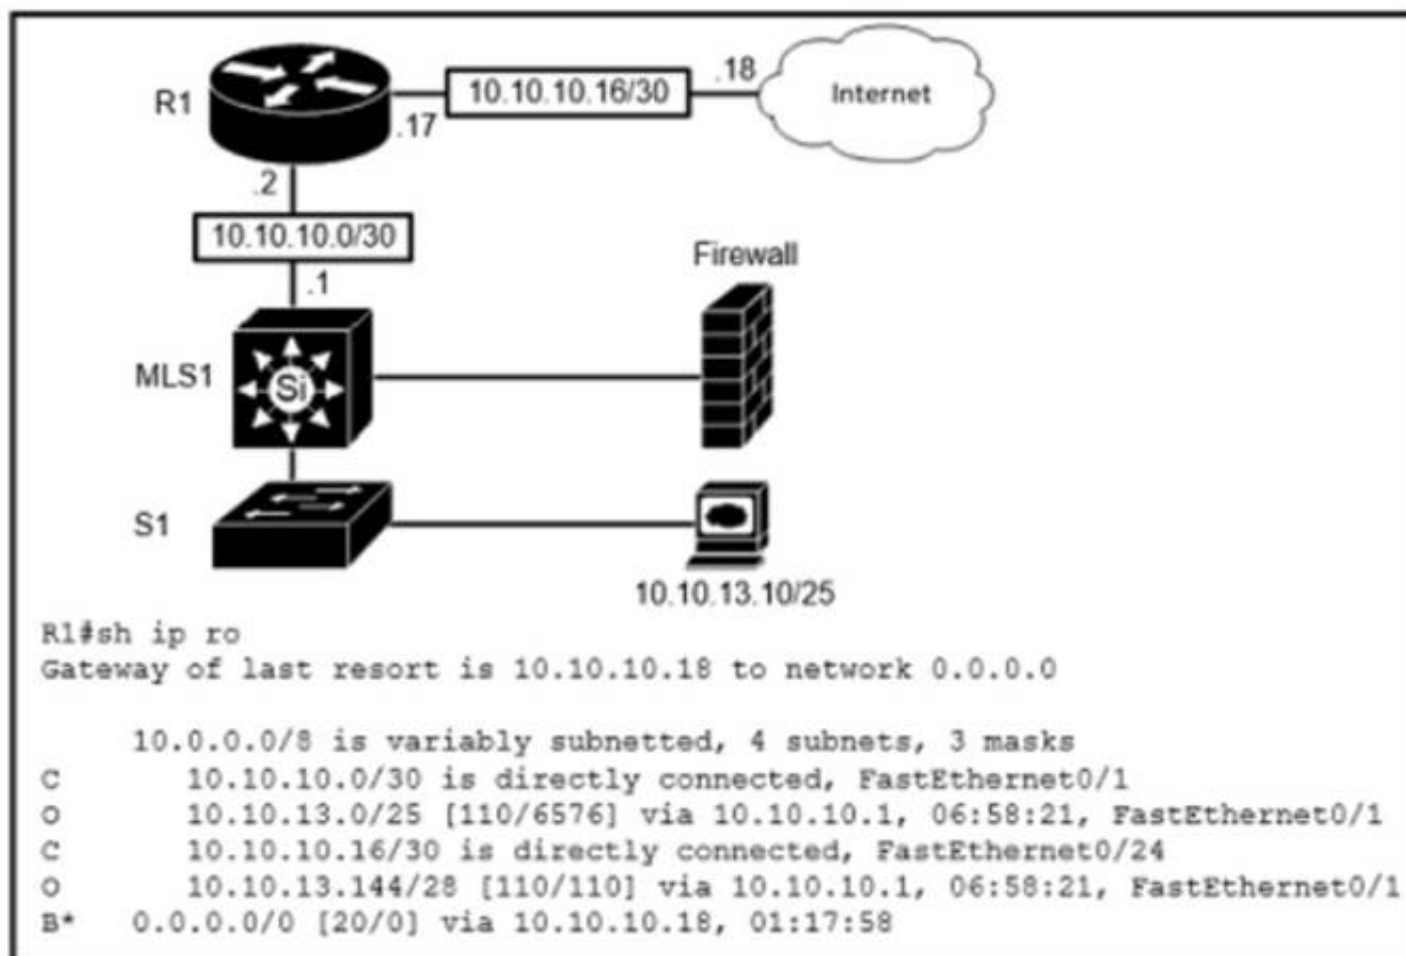 R1
10.10.10.16/30
.18
Internet
.17
.2
10.10.10.0/30
.1
Firewall
MLS1
Si
S1
10.10.13.10/25
R1#sh ip ro
Gateway of last resort is 10.10.10.18 to network 0.0.0.0
10.0.0.0/8 is variably subnetted, 4 subnets, 3 masks
C 10.10.10.0/30 is directly connected, FastEthernet0/1
O 10.10.13.0/25 [110/6576] via 10.10.10.1, 06:58:21, FastEthernet0/1
C 10.10.10.16/30 is directly connected, FastEthernet0/24
O 10.10.13.144/28 [110/110] via 10.10.10.1, 06:58:21, FastEthernet0/1
B* 0.0.0.0/0 [20/0] via 10.10.10.18, 01:17:58